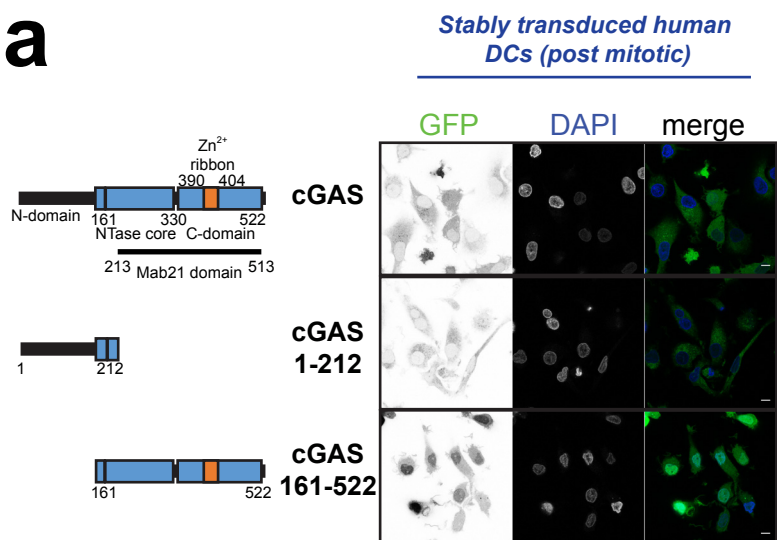 a
Stably transduced human
DCs (post mitotic)
GFP DAPI merge
Zn2+
ribbon
390 404
cGAS
N-domain 161 330 522
NTase core C-domain
213 Mab21 domain 513
cGAS
1-212
1 212
cGAS
161-522
161 522